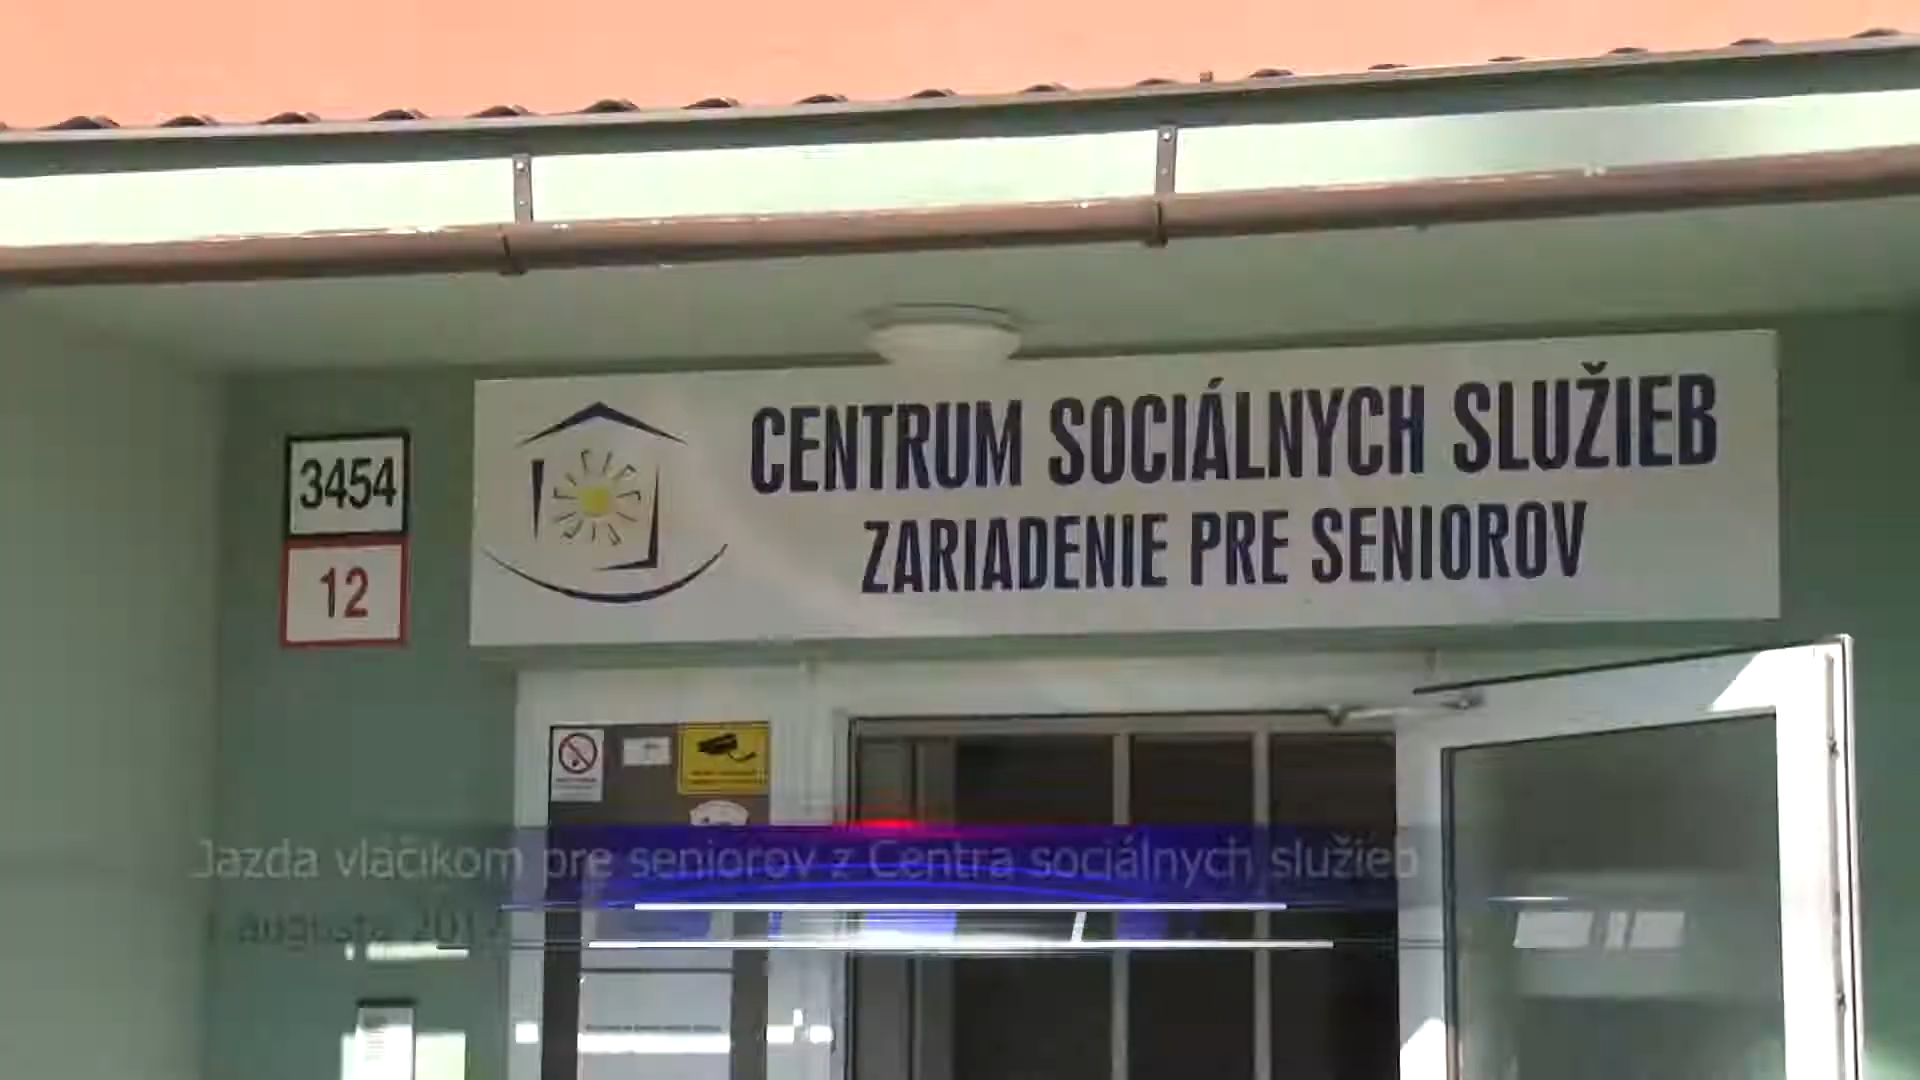 CENTRUM SOCIÁLNYCH SLUŽIEB
ZARIADENIE PRE SENIOROV
3454
12
Jazda vláčikom pre seniorov z Centra sociálnych služieb
augusta